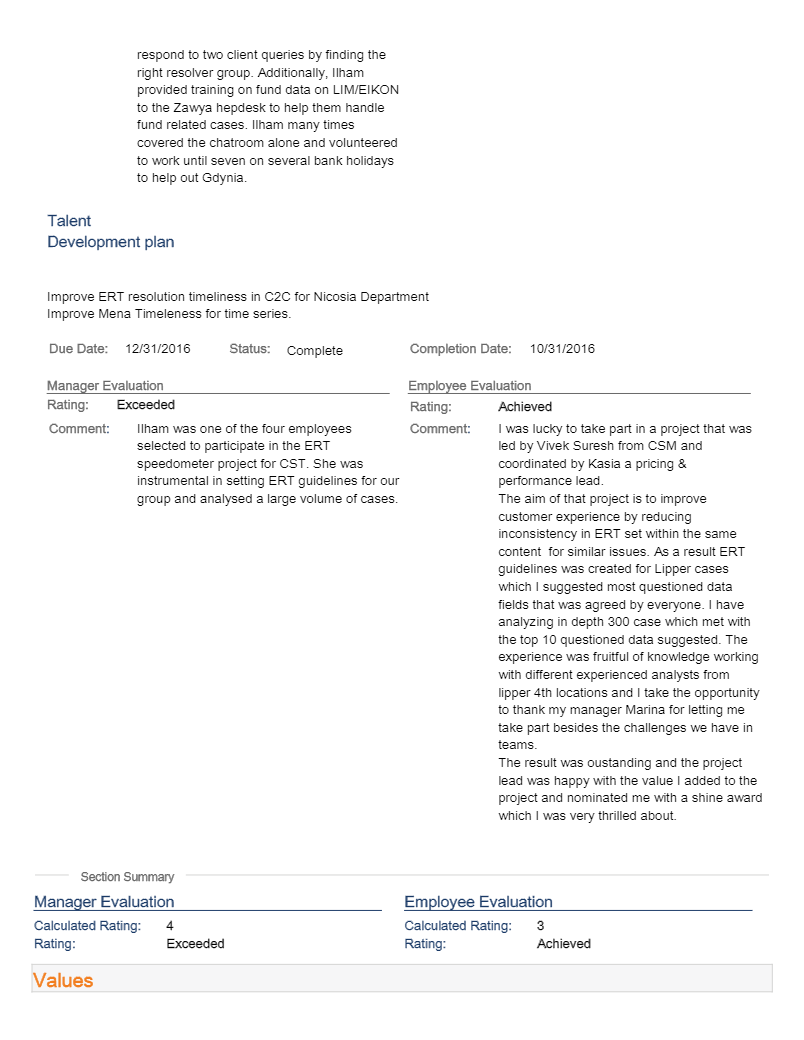 respond to two client queries by finding the
right resolver group. Additionally, Ilham
provided training on fund data on LIM/EIKON
to the Zawya hepdesk to help them handle
fund related cases. Ilham many times
covered the chatroom alone and volunteered
to work until seven on several bank holidays
to help out Gdynia.
Talent
Development plan
Improve ERT resolution timeliness in C2C for Nicosia Department
Improve Mena Timeleness for time series.
Due Date: 12/31/2016 Status: Complete Completion Date: 10/31/2016
Manager Evaluation
Rating: Exceeded
Comment: Ilham was one of the four employees
selected to participate in the ERT
speedometer project for CST. She was
instrumental in setting ERT guidelines for our
group and analysed a large volume of cases.
Employee Evaluation
Rating: Achieved
Comment: I was lucky to take part in a project that was
led by Vivek Suresh from CSM and
coordinated by Kasia a pricing &
performance lead.
The aim of that project is to improve
customer experience by reducing
inconsistency in ERT set within the same
content  for similar issues. As a result ERT
guidelines was created for Lipper cases
which I suggested most questioned data
fields that was agreed by everyone. I have
analyzing in depth 300 case which met with
the top 10 questioned data suggested. The
experience was fruitful of knowledge working
with different experienced analysts from
lipper 4th locations and I take the opportunity
to thank my manager Marina for letting me
take part besides the challenges we have in
teams.
The result was oustanding and the project
lead was happy with the value I added to the
project and nominated me with a shine award
which I was very thrilled about.
Section Summary
Manager Evaluation
Calculated Rating: 4
Rating: Exceeded
Employee Evaluation
Calculated Rating: 3
Rating: Achieved
Values